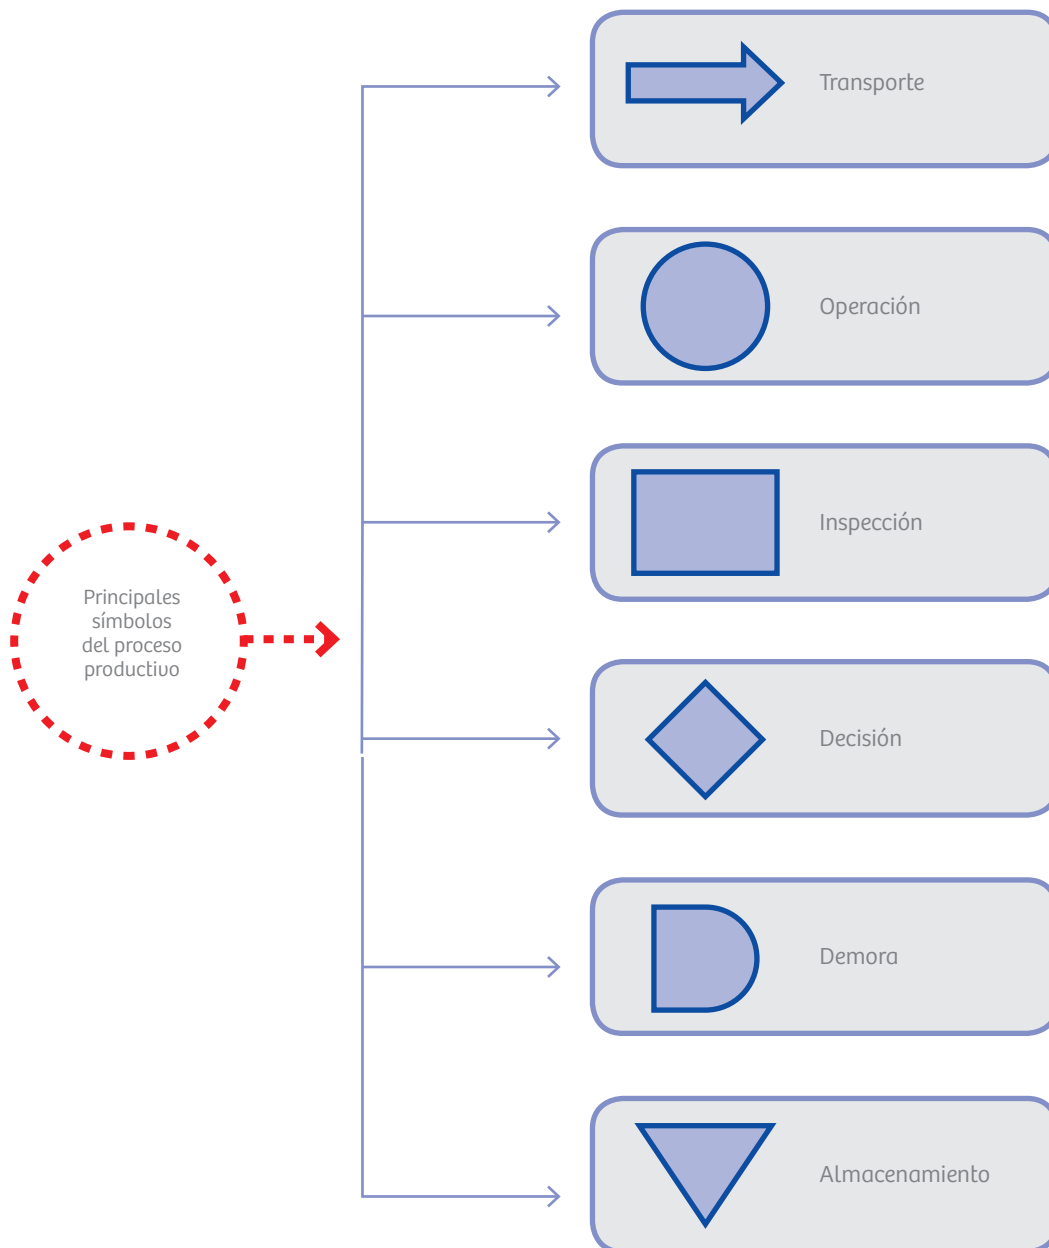 Transporte
Operación
Inspección
Principales
símbolos
del proceso
productivo
Decisión
Demora
Almacenamiento